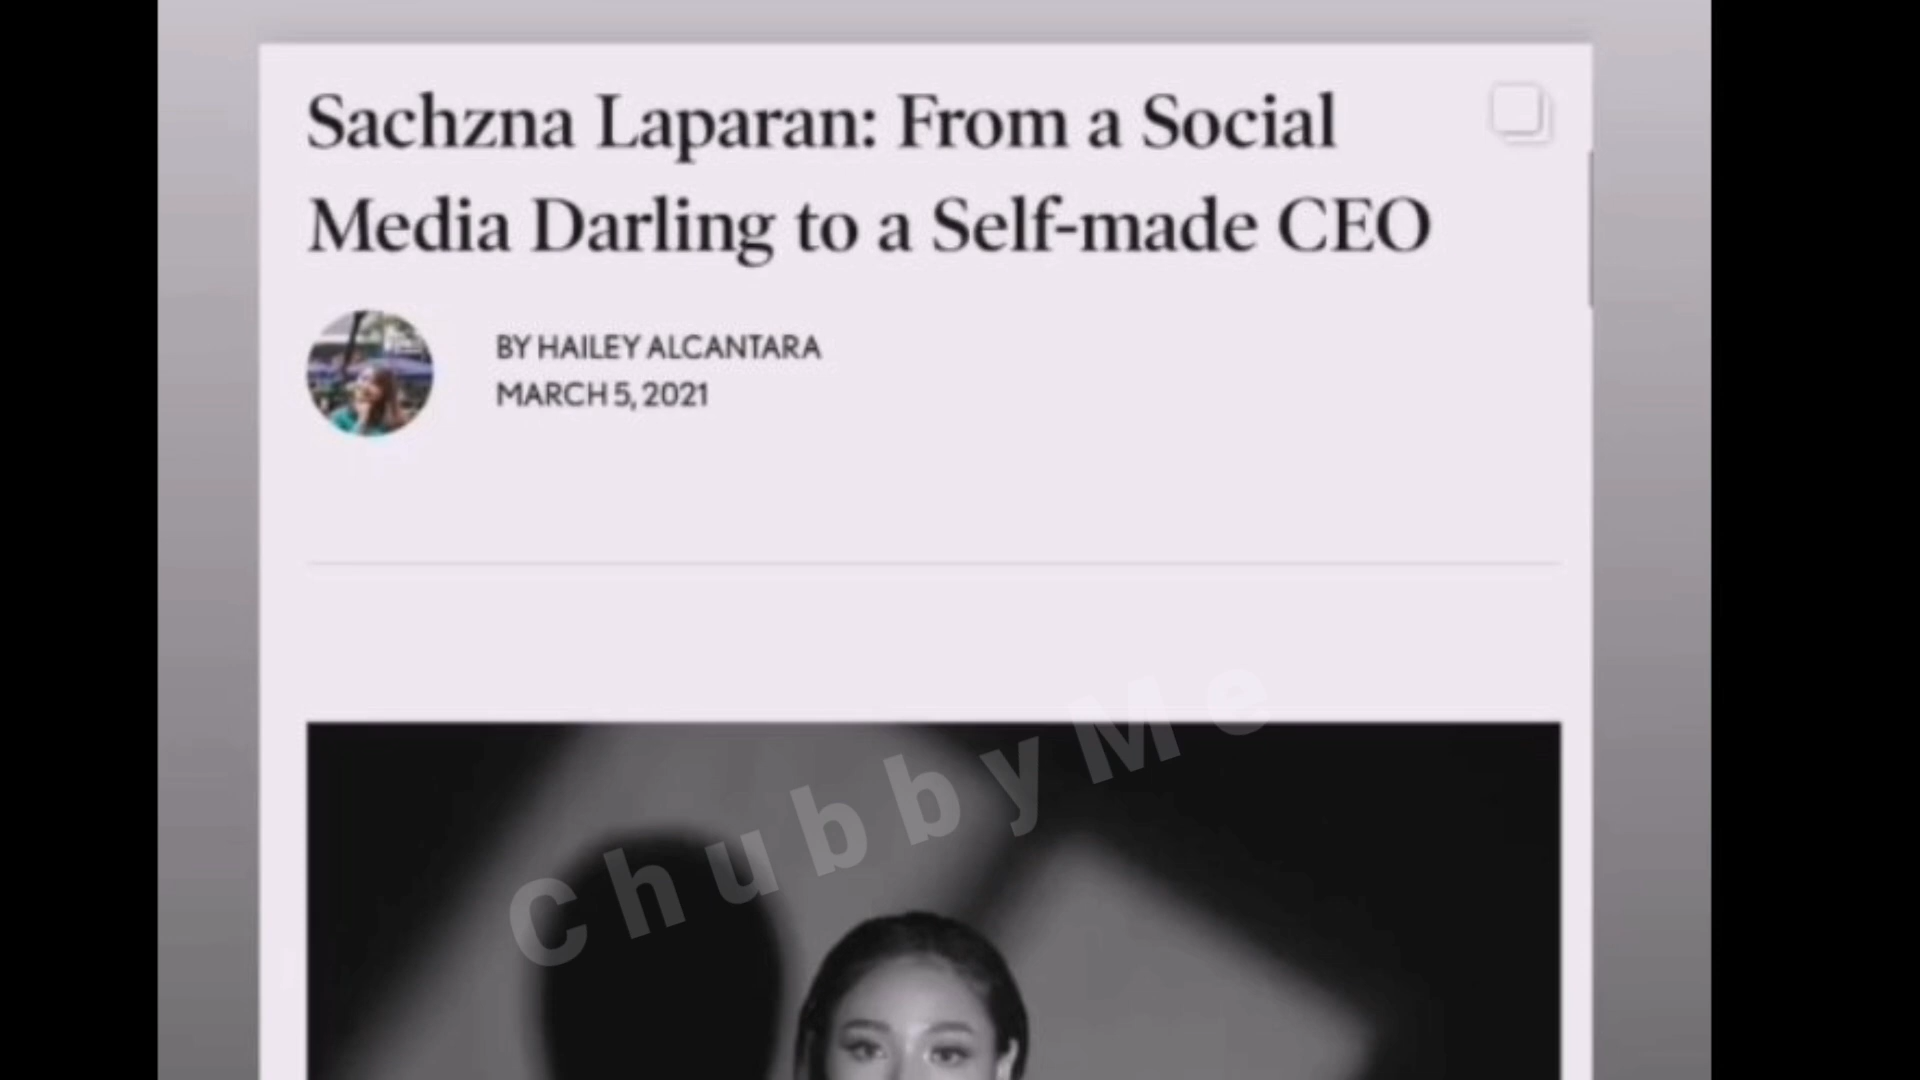 Sachzna Laparan: From a Social
Media Darling to a Self-made CEO
BY HAILEY ALCANTARA
MARCH 5, 2021
ChubbyMe